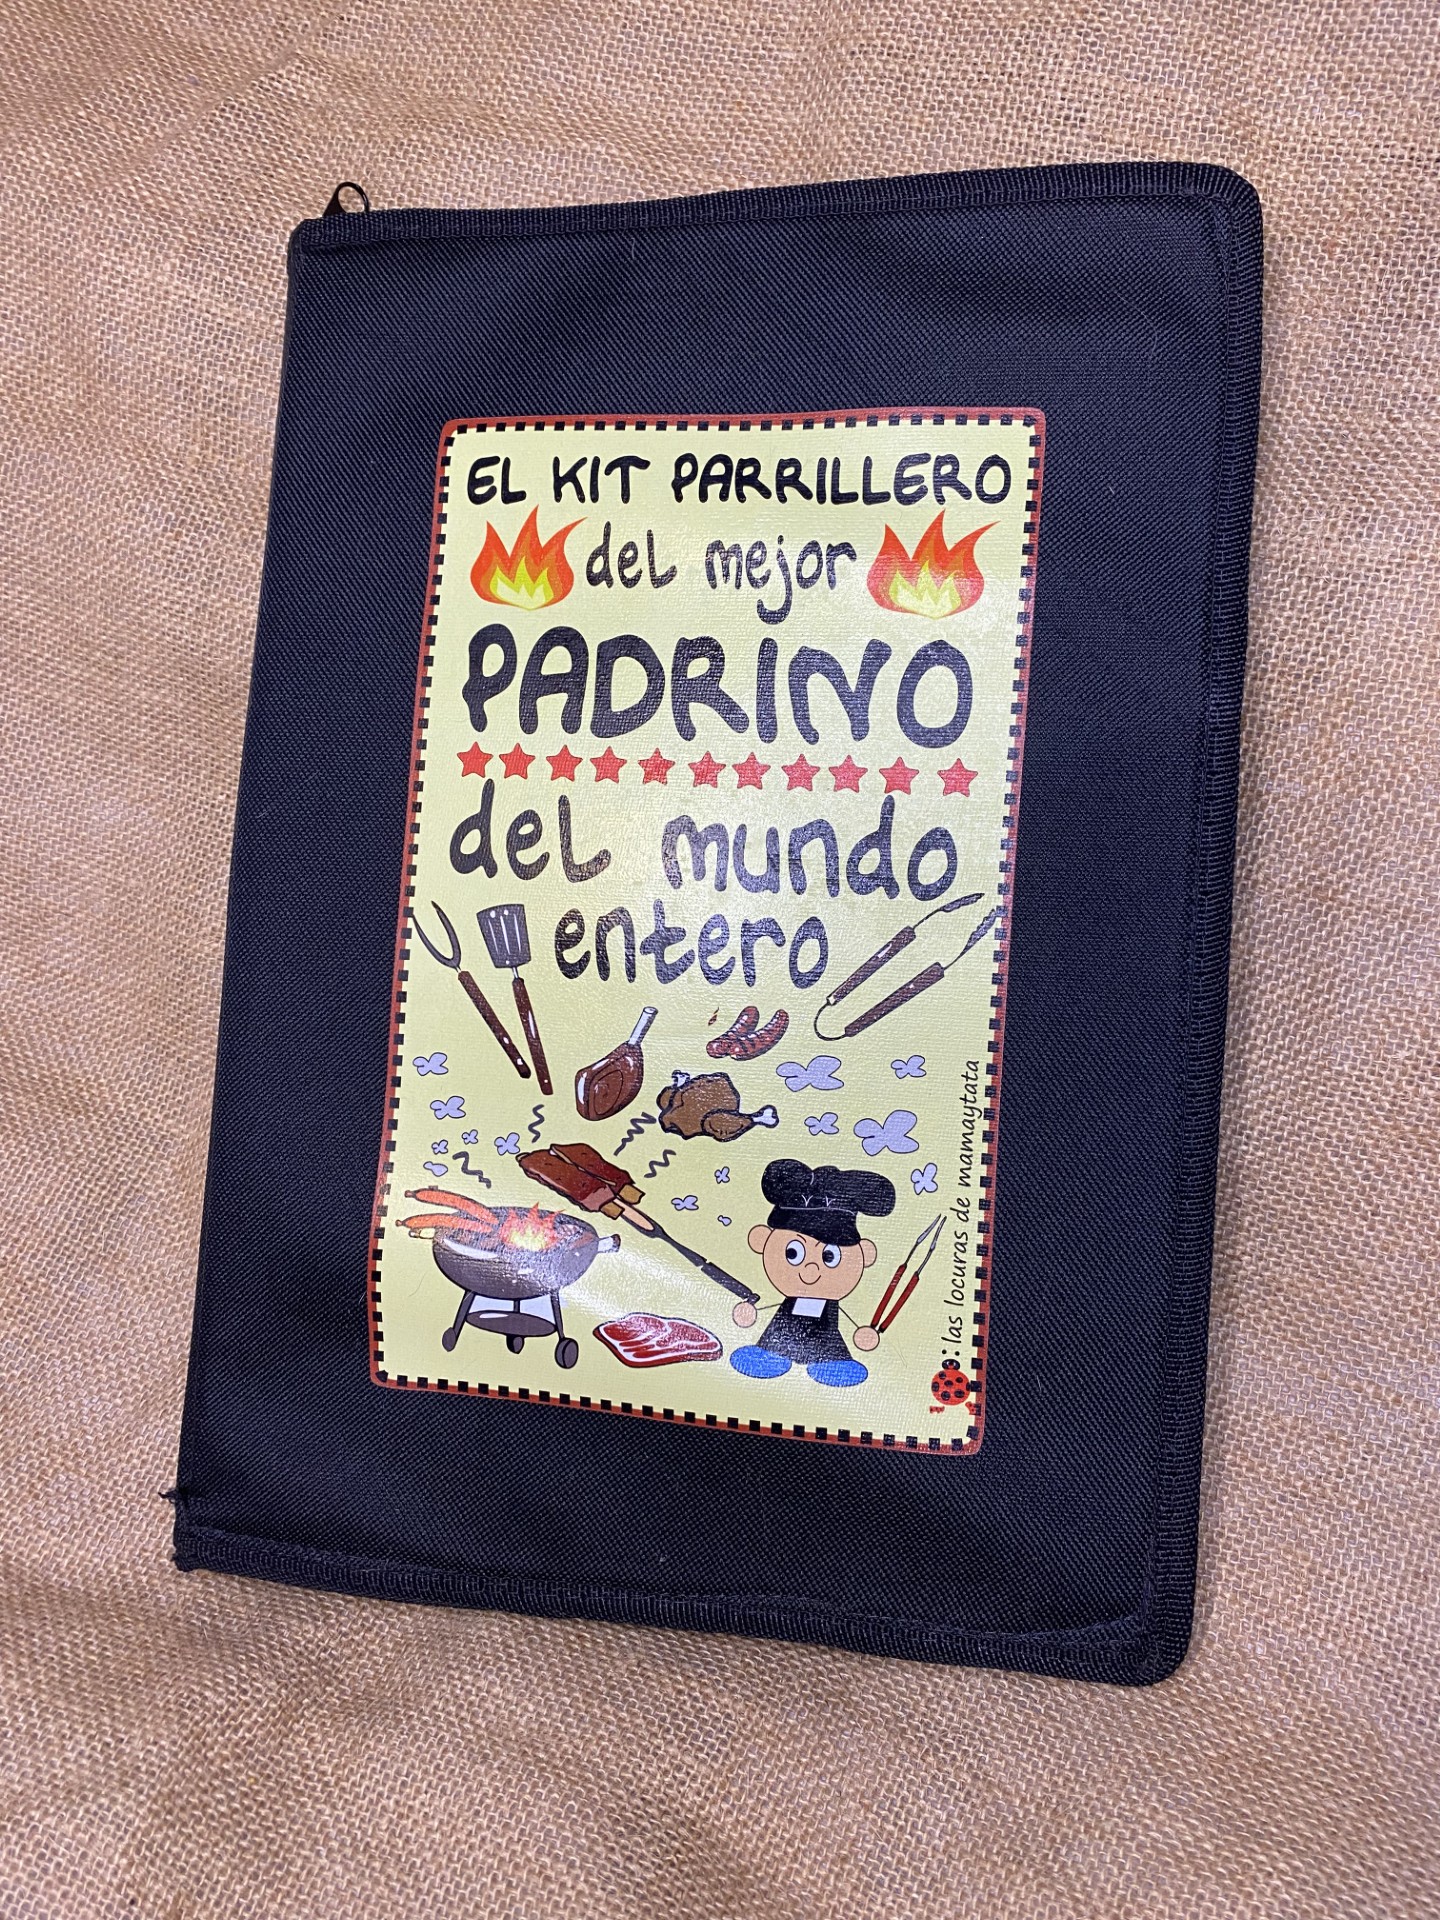 EL KIT PARRILLERO
del mejor
PADRINO
del mundo
entero
las locuras de mamaytata